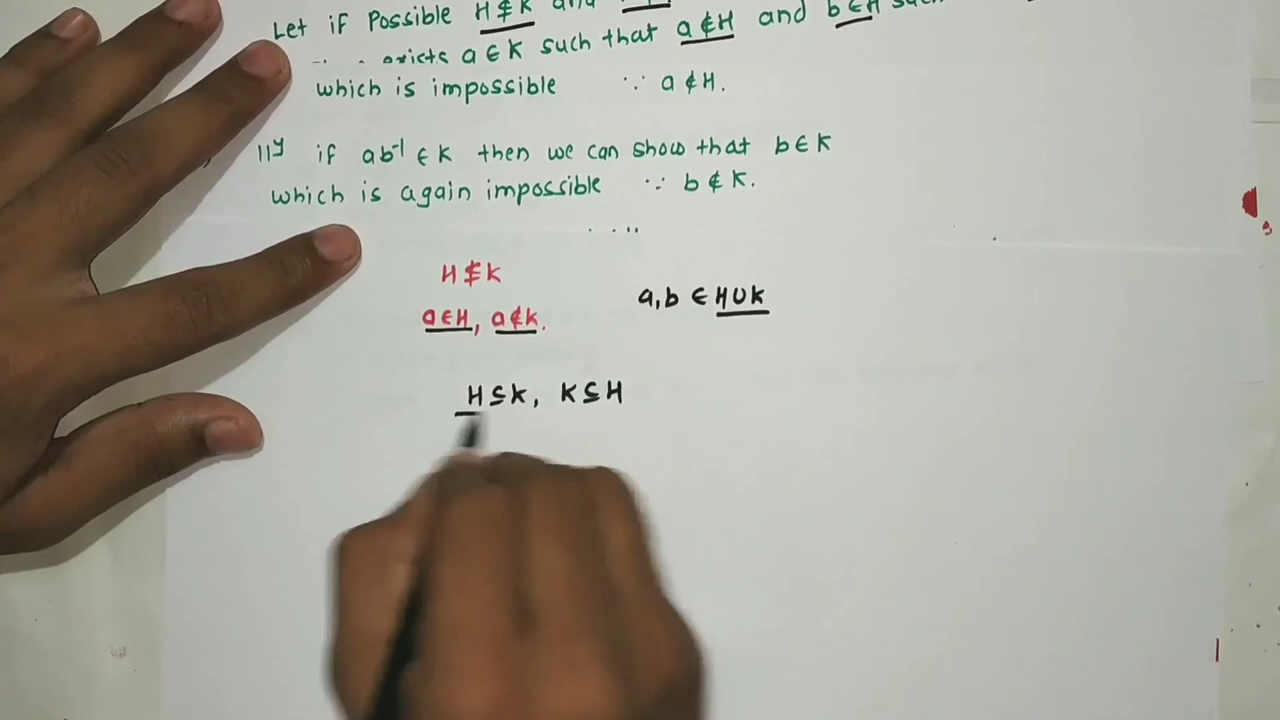 Let if Possible H⊈K and
exists a∈K such that a∉H and b∈H such
which is impossible ∵ a∉H.
|||y if ab⁻¹∈K then we can show that b∈K
which is again impossible ∵ b∉K.
H⊈K
a,b ∈ H∪K
a∈H, a∉K.
H⊆K, K⊆H